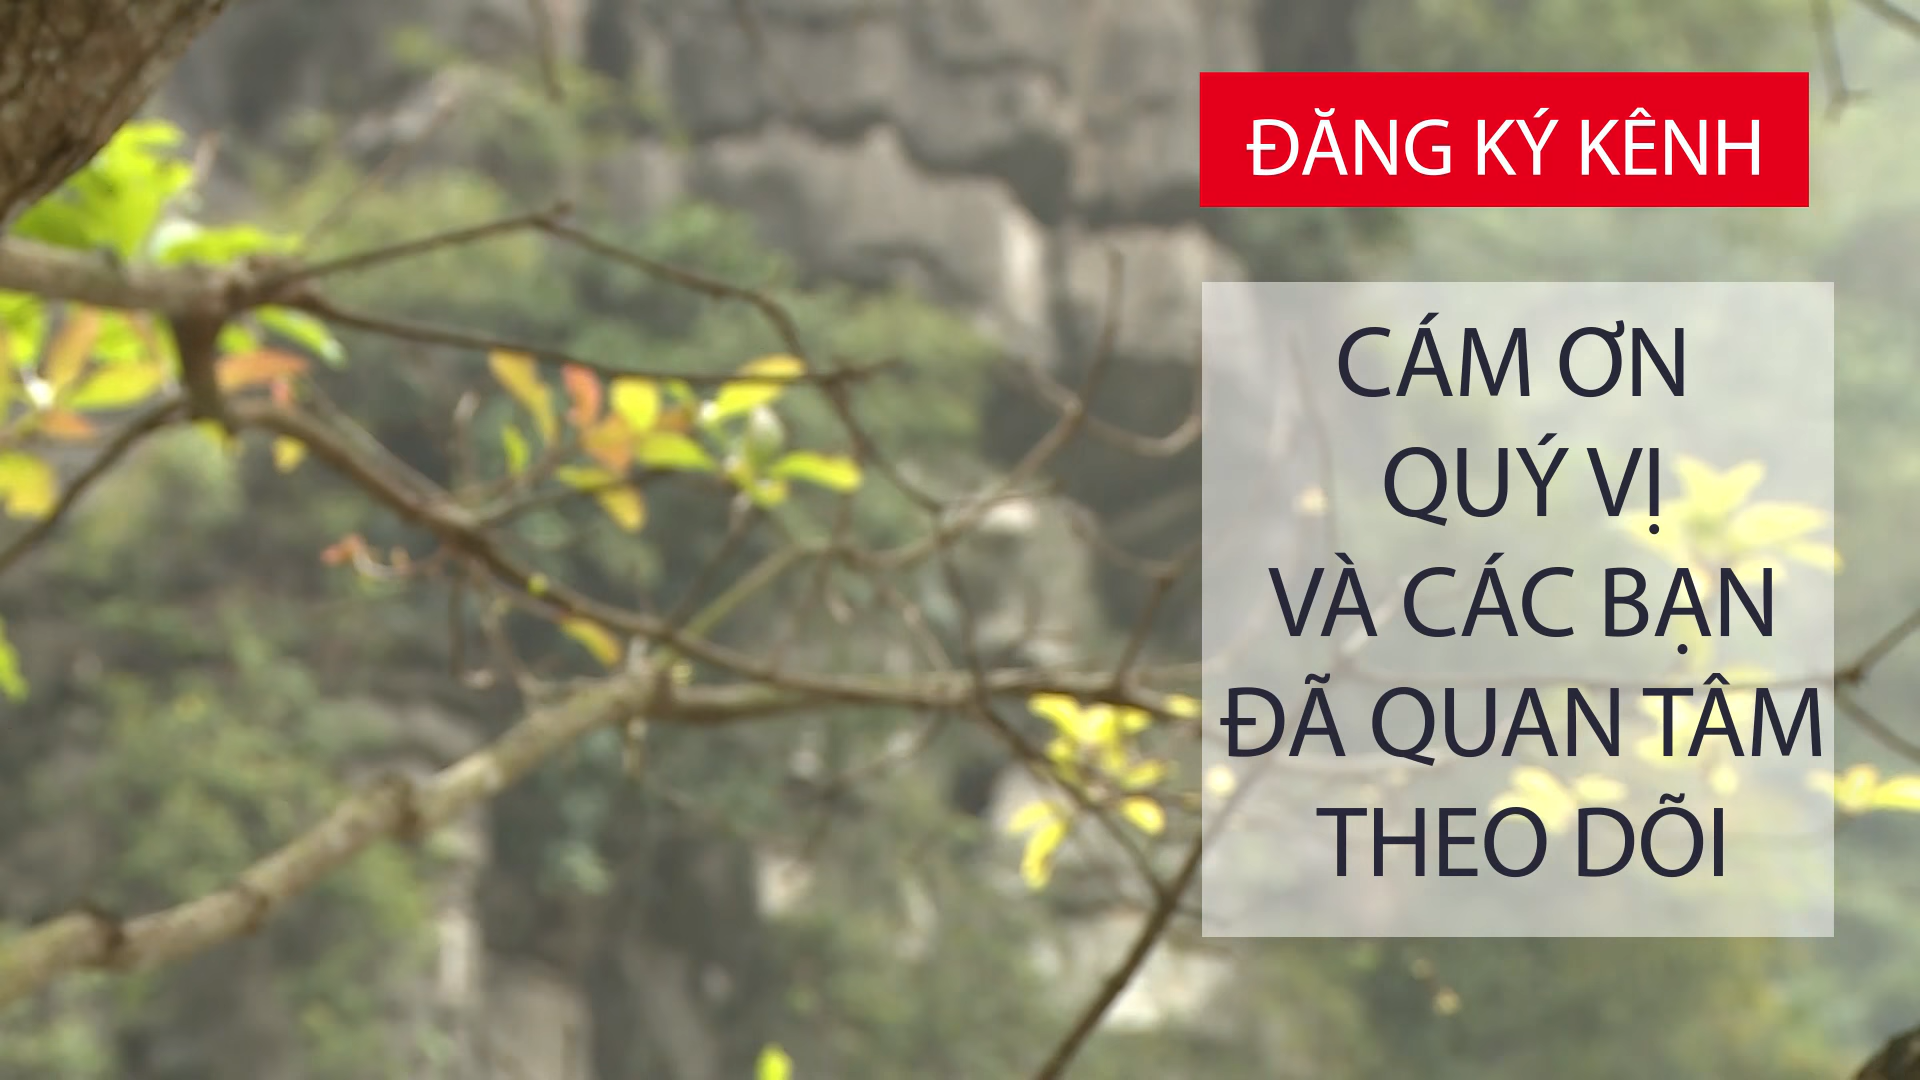 ĐĂNG KÝ KÊNH
CÁM ƠN
QUÝ VỊ
VÀ CÁC BẠN
ĐÃ QUAN TÂM
THEO DÕI